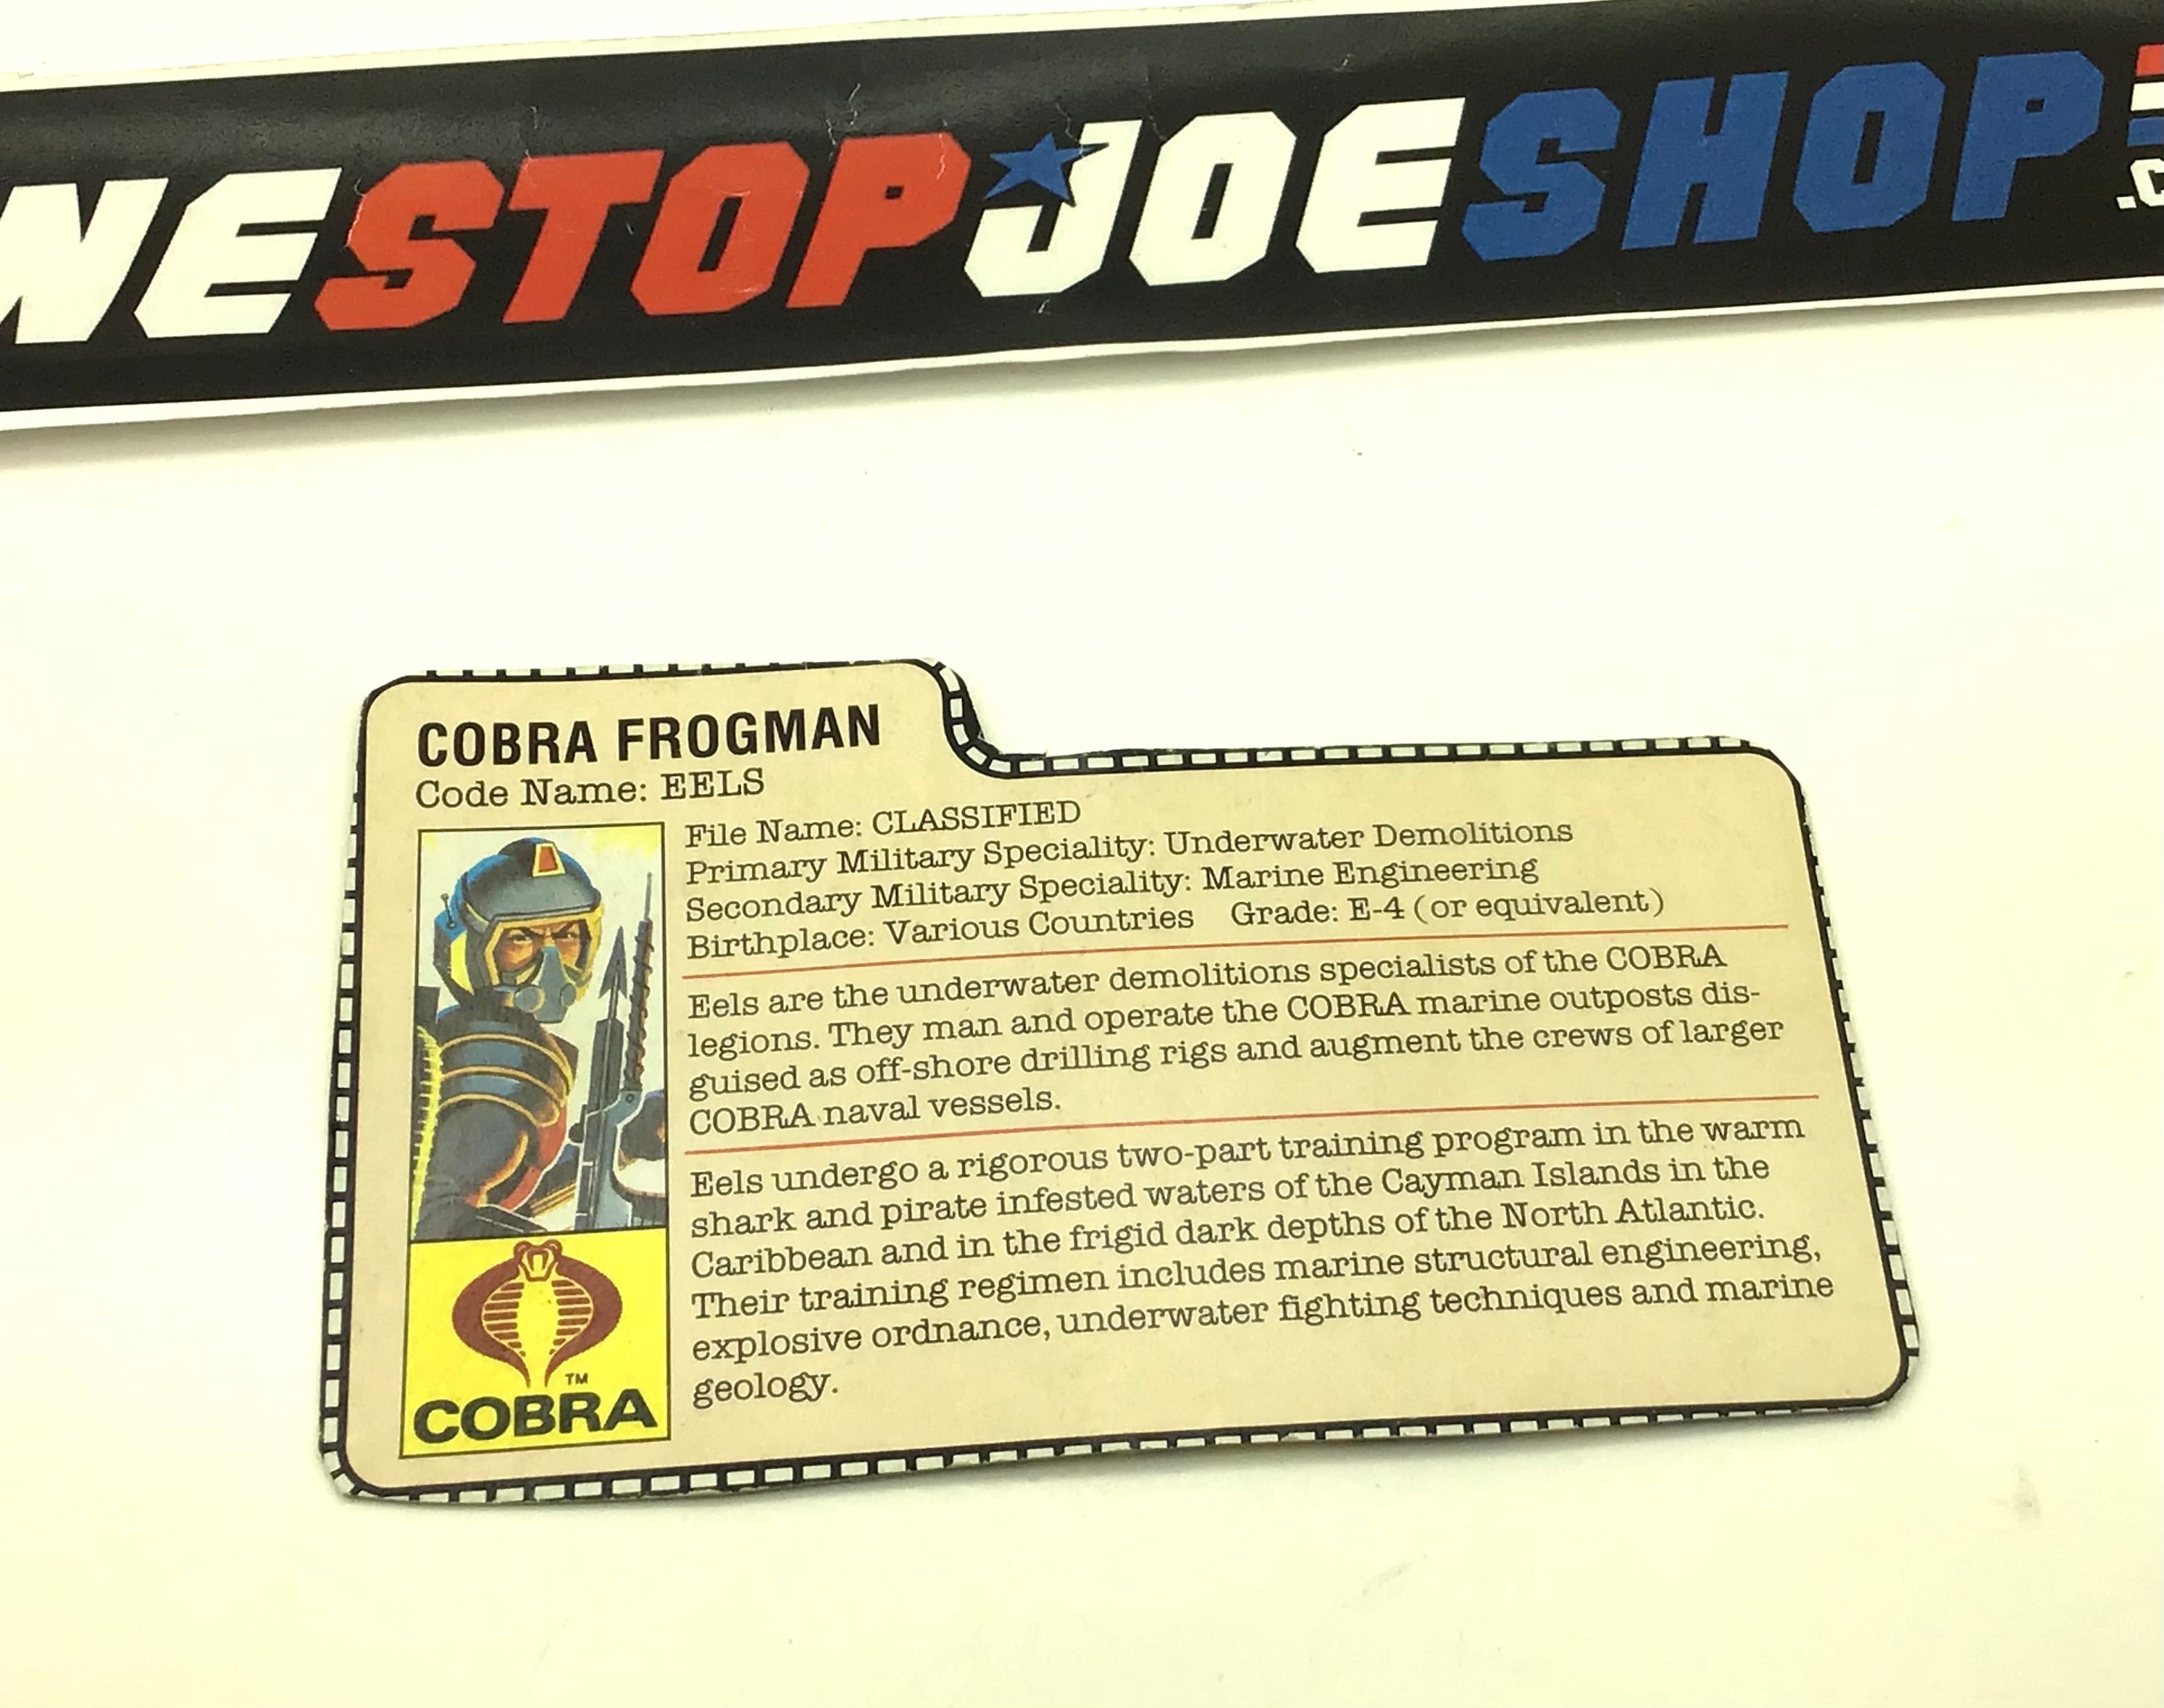 NESTOPJOESHOP
COBRA FROGMAN
Code Name: EELS
File Name: CLASSIFIED
Primary Military Speciality: Underwater Demolitions
Secondary Military Speciality: Marine Engineering
Birthplace: Various Countries Grade: E-4 (or equivalent)
Eels are the underwater demolitions specialists of the COBRA
legions. They man and operate the COBRA marine outposts dis-
guised as off-shore drilling rigs and augment the crews of larger
COBRA naval vessels.
Eels undergo a rigorous two-part training program in the warm
shark and pirate infested waters of the Cayman Islands in the
Caribbean and in the frigid dark depths of the North Atlantic.
Their training regimen includes marine structural engineering,
explosive ordnance, underwater fighting techniques and marine
geology.
TM
COBRA